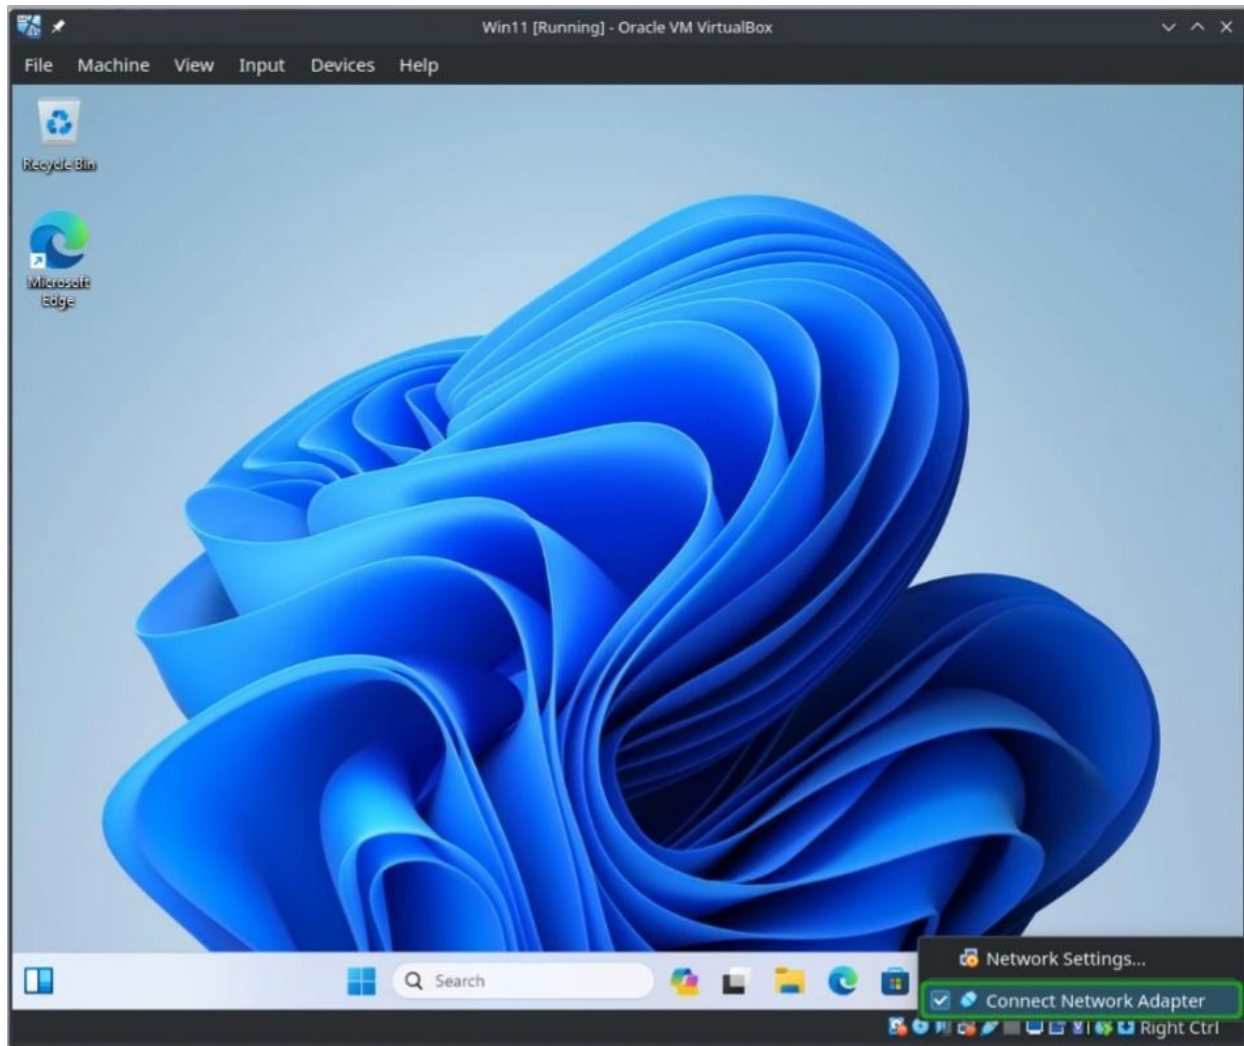 Win11 [Running] - Oracle VM VirtualBox
File Machine View Input Devices Help
Recycle Bin
Microsoft
Edge
Search
Network Settings...
Connect Network Adapter
Right Ctrl